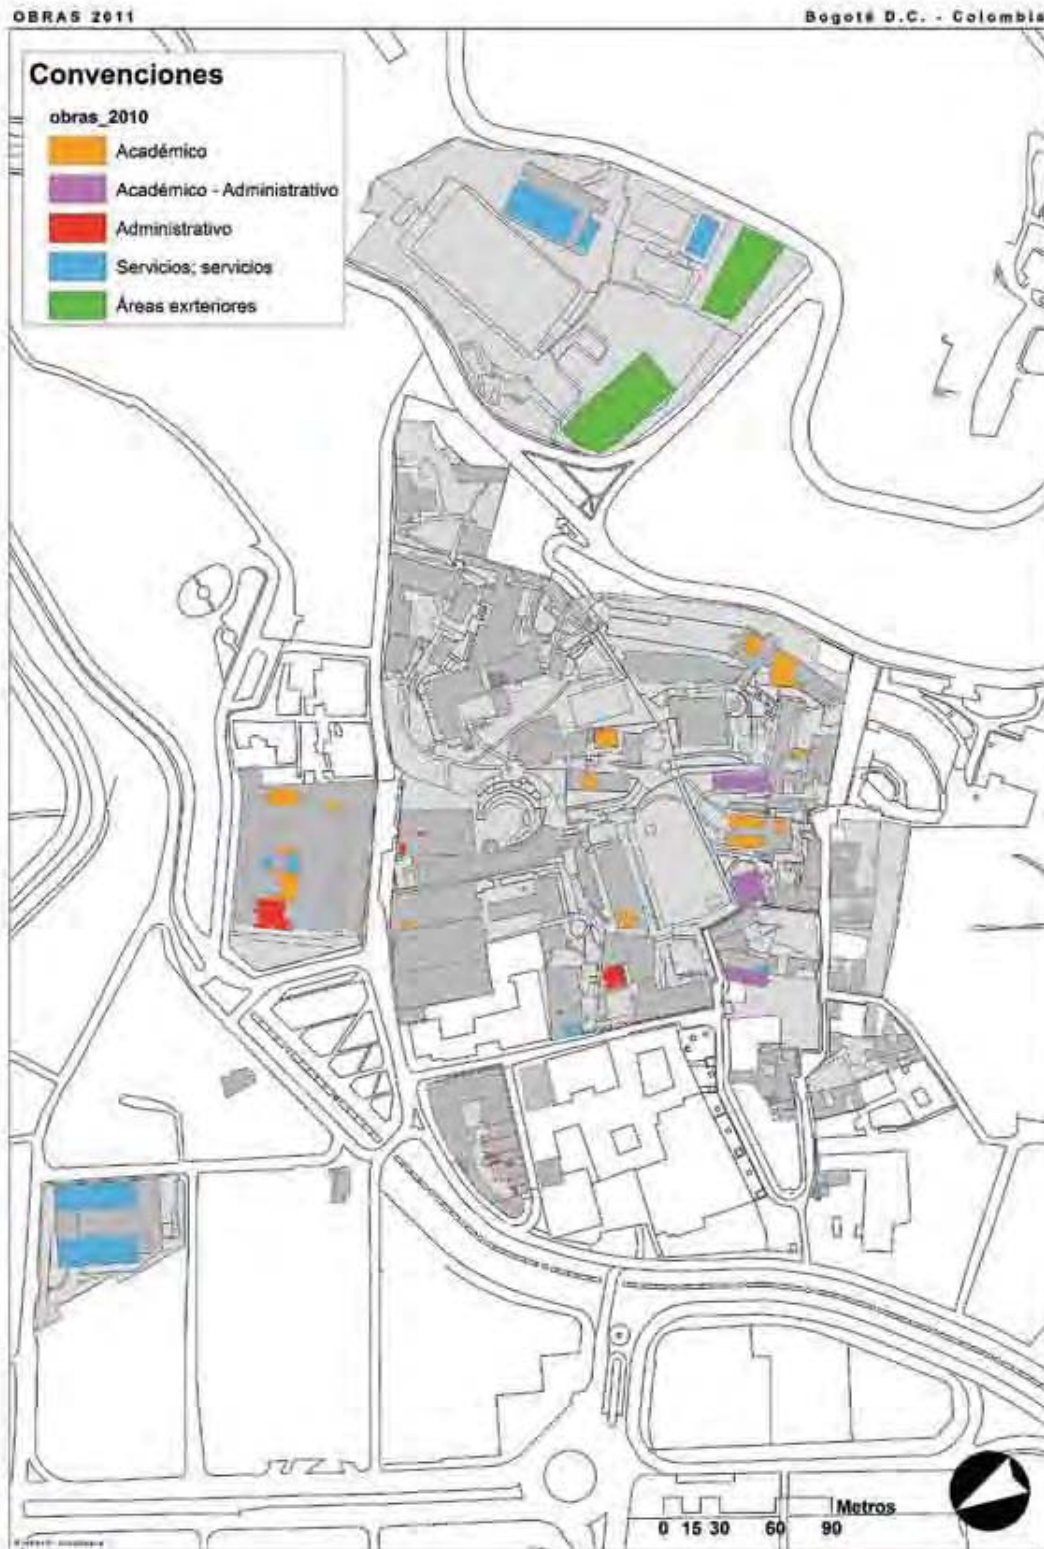 OBRAS 2011
Bogoté D.C. - Colombia
Convenciones
obras_2010
Académico
Académico - Administrativo
Administrativo
Servicios; servicios
Áreas exrteriores
Metros
0 15 30 60 90